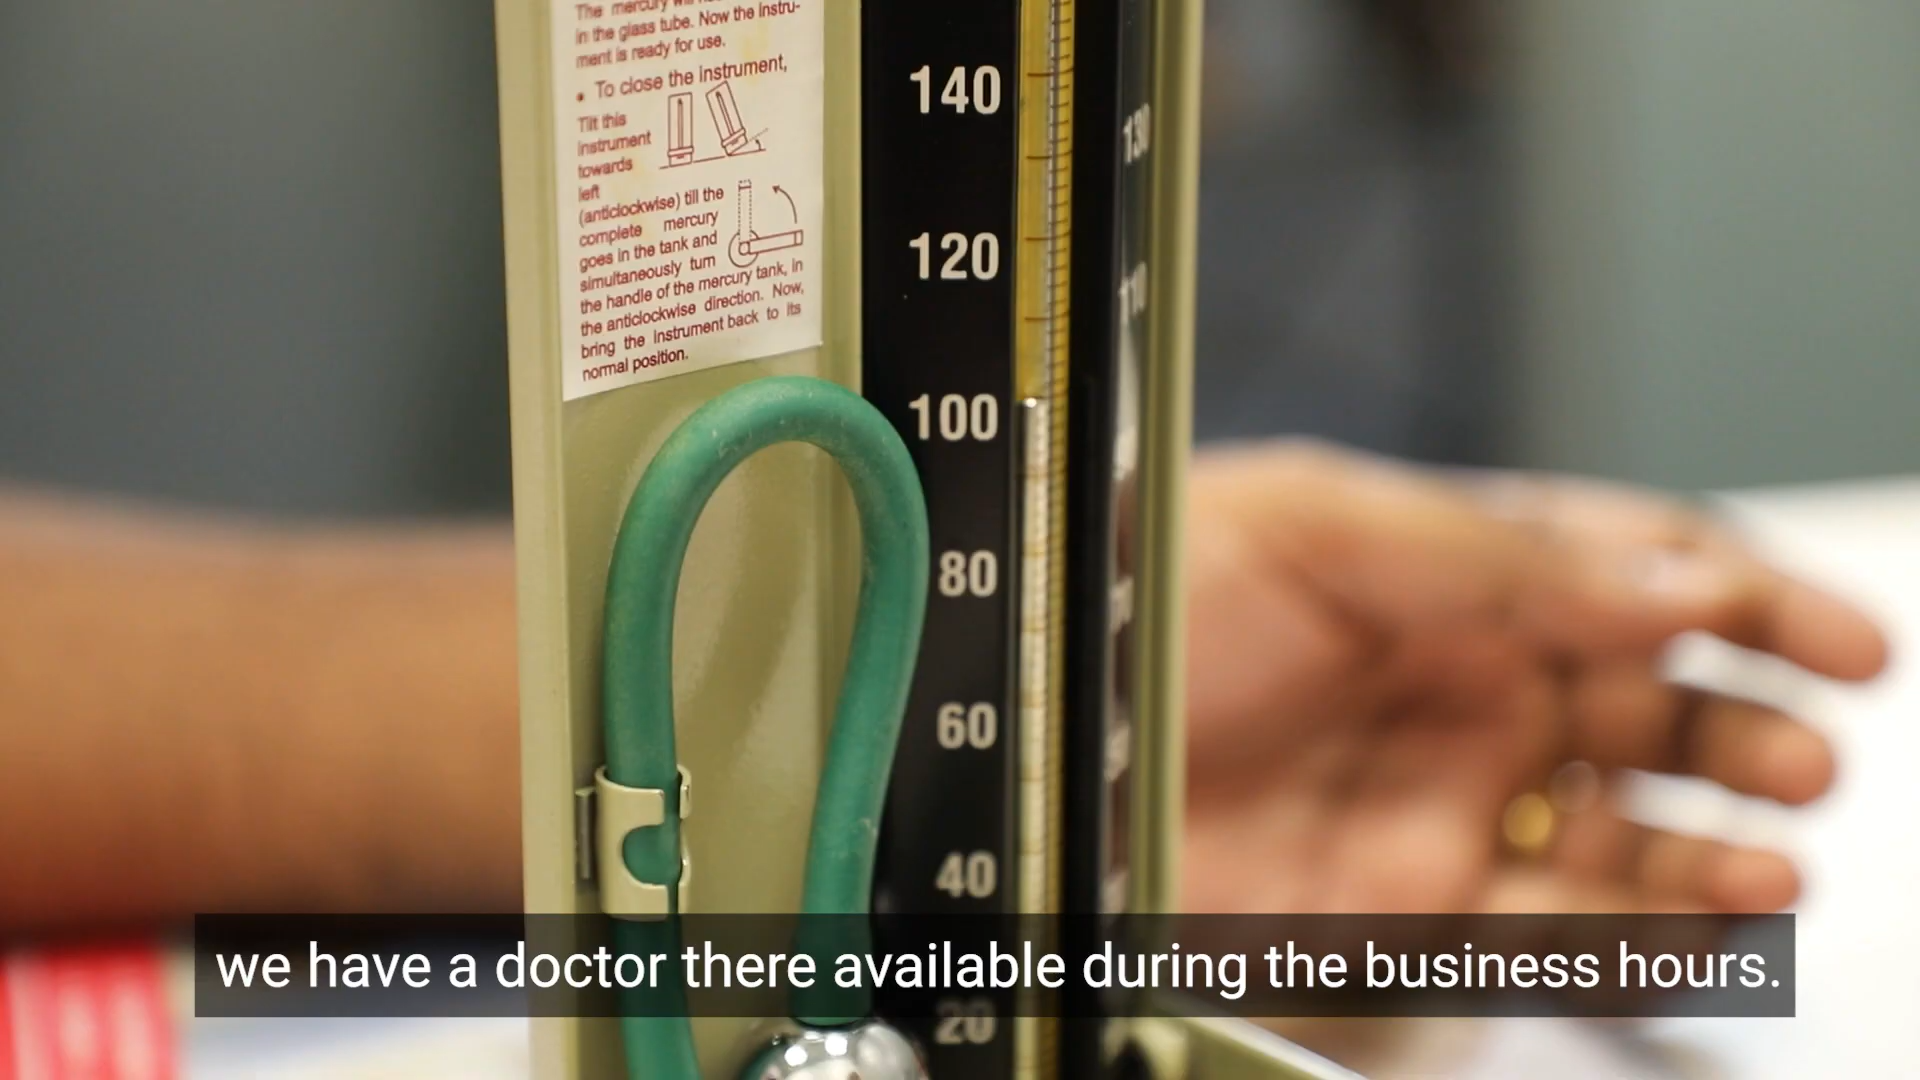 in the glass tube. Now the instru-
ment is ready for use.
• To close the instrument,
Tilt this
instrument
towards
left
(anticlockwise) till the
complete mercury
goes in the tank and
simultaneously turn
the handle of the mercury tank, in
the anticlockwise direction. Now,
bring the instrument back to its
normal position.
140
120
100
80
60
40
20
130
110
we have a doctor there available during the business hours.